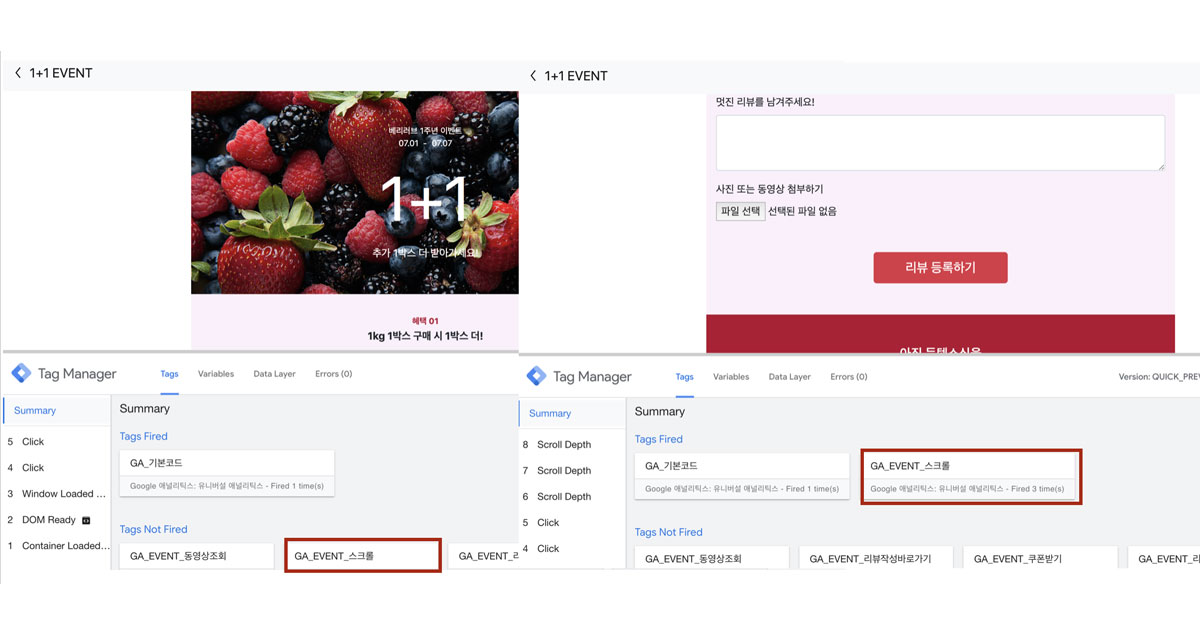 1+1 EVENT
베리러브 1주년 이벤트
07.01 - 07.07
1+1
추가 1박스 더 받아가세요!
혜택 01
1kg 1박스 구매 시 1박스 더!
Tag Manager
Tags
Variables
Data Layer
Errors (0)
Summary
5 Click
4 Click
3 Window Loaded ...
2 DOM Ready
1 Container Loaded...
Summary
Tags Fired
GA_기본코드
Google 애널리틱스: 유니버설 애널리틱스 - Fired 1 time(s)
Tags Not Fired
GA_EVENT_동영상조회
GA_EVENT_스크롤
GA_EVENT_
1+1 EVENT
멋진 리뷰를 남겨주세요!
사진 또는 동영상 첨부하기
파일 선택 선택된 파일 없음
리뷰 등록하기
Tag Manager
Tags
Variables
Data Layer
Errors (0)
Version: QUICK_PREV
Summary
8 Scroll Depth
7 Scroll Depth
6 Scroll Depth
5 Click
4 Click
Summary
Tags Fired
GA_기본코드
Google 애널리틱스: 유니버설 애널리틱스 - Fired 1 time(s)
GA_EVENT_스크롤
Google 애널리틱스: 유니버설 애널리틱스 - Fired 3 time(s)
Tags Not Fired
GA_EVENT_동영상조회
GA_EVENT_리뷰작성바로가기
GA_EVENT_쿠폰받기
GA_EVENT_리